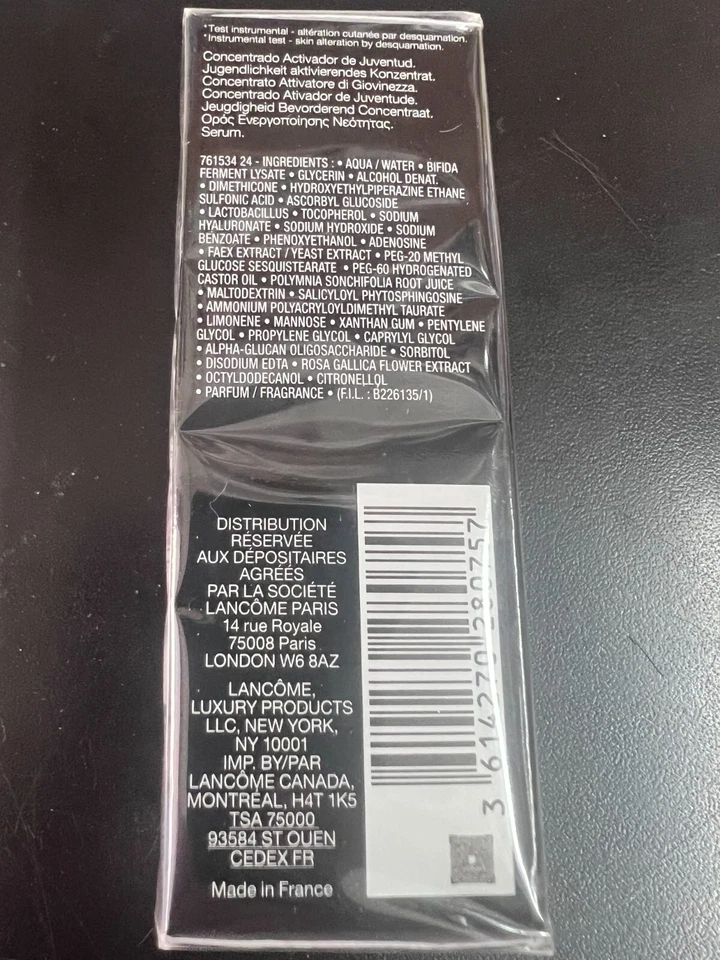 *Test instrumental - altération cutanée par desquamation.
*Instrumental test - skin alteration by desquamation.
Concentrado Activador de Juventud.
Jugendlichkeit aktivierendes Konzentrat.
Concentrato Attivatore di Giovinezza.
Concentrado Ativador de Juventude.
Jeugdigheid Bevorderend Concentraat.
Ορός Ενεργοποίησης Νεότητας.
Serum.
761534 24 - INGREDIENTS : • AQUA / WATER • BIFIDA
FERMENT LYSATE • GLYCERIN • ALCOHOL DENAT.
• DIMETHICONE • HYDROXYETHYLPIPERAZINE ETHANE
SULFONIC ACID • ASCORBYL GLUCOSIDE
• LACTOBACILLUS • TOCOPHEROL • SODIUM
HYALURONATE • SODIUM HYDROXIDE • SODIUM
BENZOATE • PHENOXYETHANOL • ADENOSINE
• FAEX EXTRACT / YEAST EXTRACT • PEG-20 METHYL
GLUCOSE SESQUISTEARATE • PEG-60 HYDROGENATED
CASTOR OIL • POLYMNIA SONCHIFOLIA ROOT JUICE
• MALTODEXTRIN • SALICYLOYL PHYTOSPHINGOSINE
• AMMONIUM POLYACRYLOYLDIMETHYL TAURATE
• LIMONENE • MANNOSE • XANTHAN GUM • PENTYLENE
GLYCOL • PROPYLENE GLYCOL • CAPRYLYL GLYCOL
• ALPHA-GLUCAN OLIGOSACCHARIDE • SORBITOL
• DISODIUM EDTA • ROSA GALLICA FLOWER EXTRACT
• OCTYLDODECANOL • CITRONELLOL
• PARFUM / FRAGRANCE • (F.I.L. : B226135/1)
DISTRIBUTION
RÉSERVÉE
AUX DÉPOSITAIRES
AGRÉÉS
PAR LA SOCIÉTÉ
LANCÔME PARIS
14 rue Royale
75008 Paris
LONDON W6 8AZ
LANCÔME,
LUXURY PRODUCTS
LLC, NEW YORK,
NY 10001
IMP. BY/PAR
LANCÔME CANADA,
MONTRÉAL, H4T 1K5
TSA 75000
93584 ST OUEN
CEDEX FR
Made in France
3 614270 280757